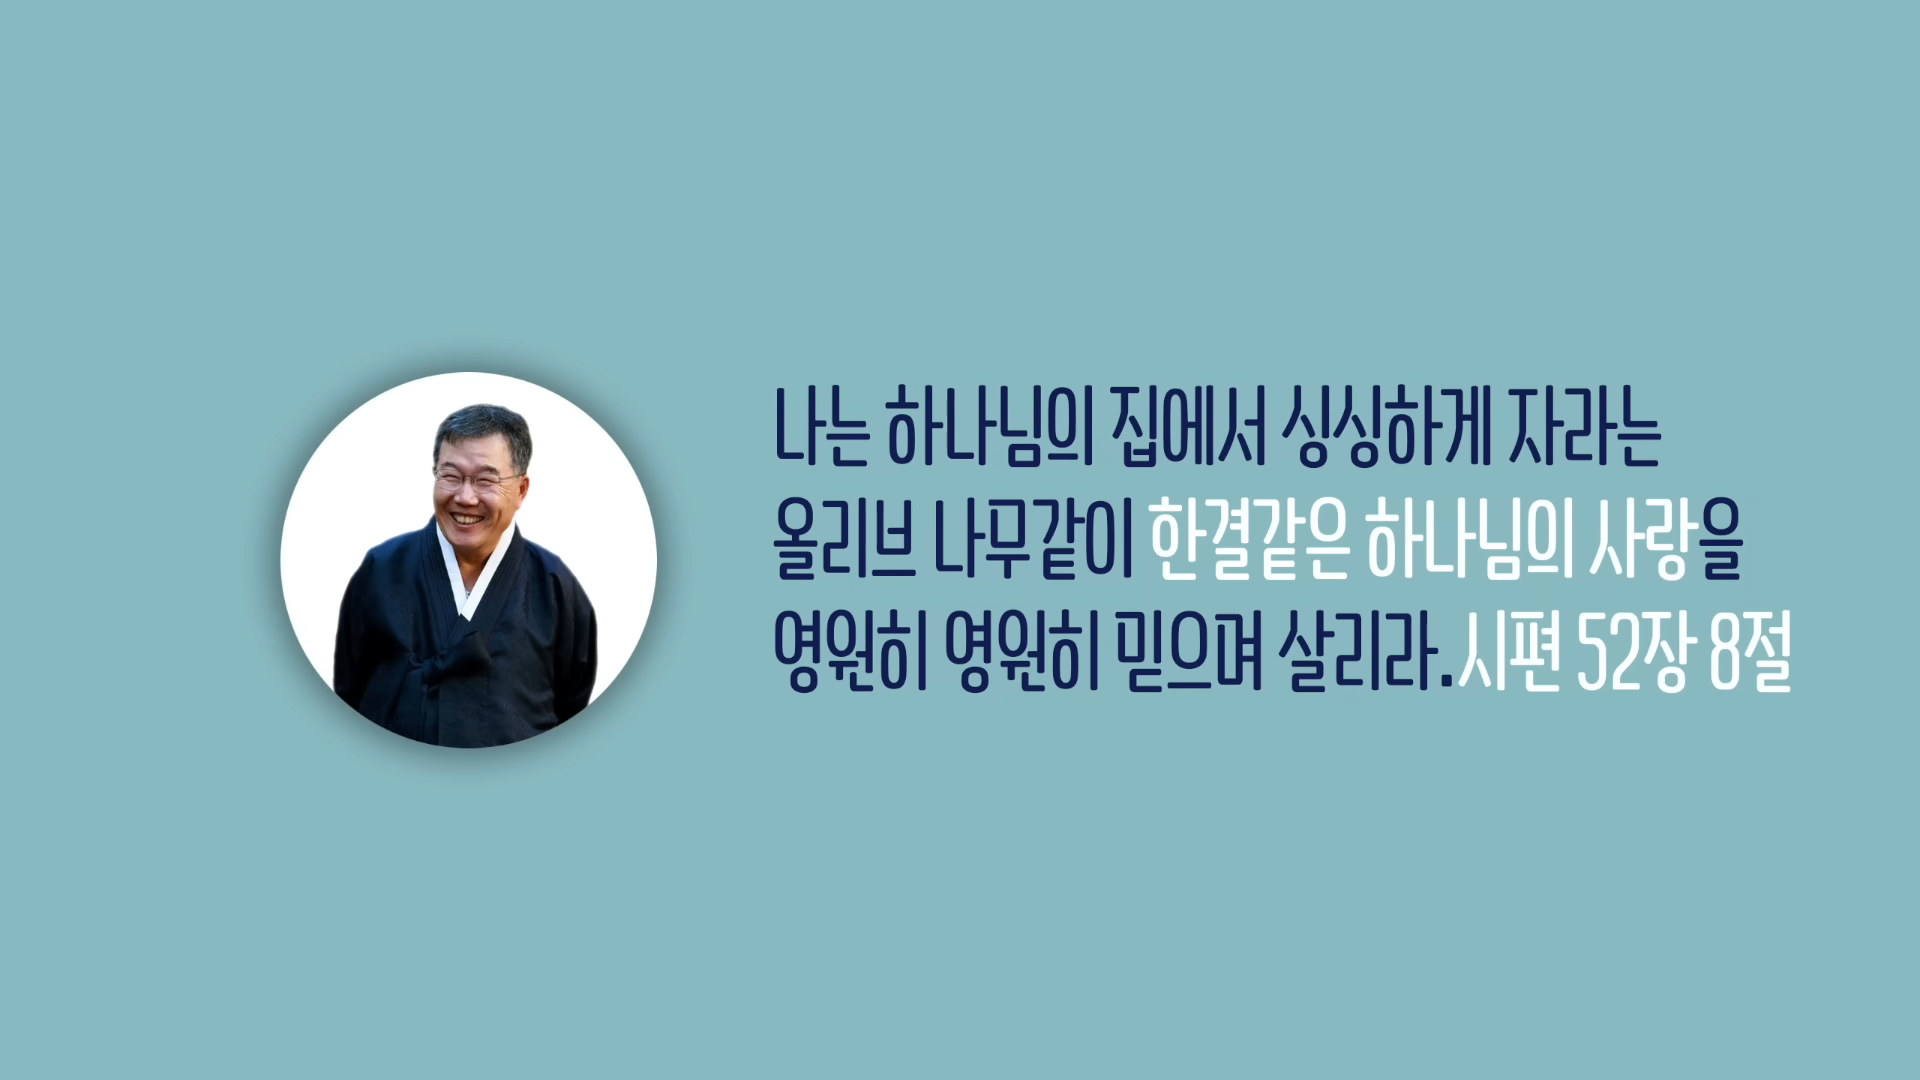 나는 하나님의 집에서 싱싱하게 자라는
올리브 나무같이 한결같은 하나님의 사랑을
영원히 영원히 믿으며 살리라.시편 52장 8절